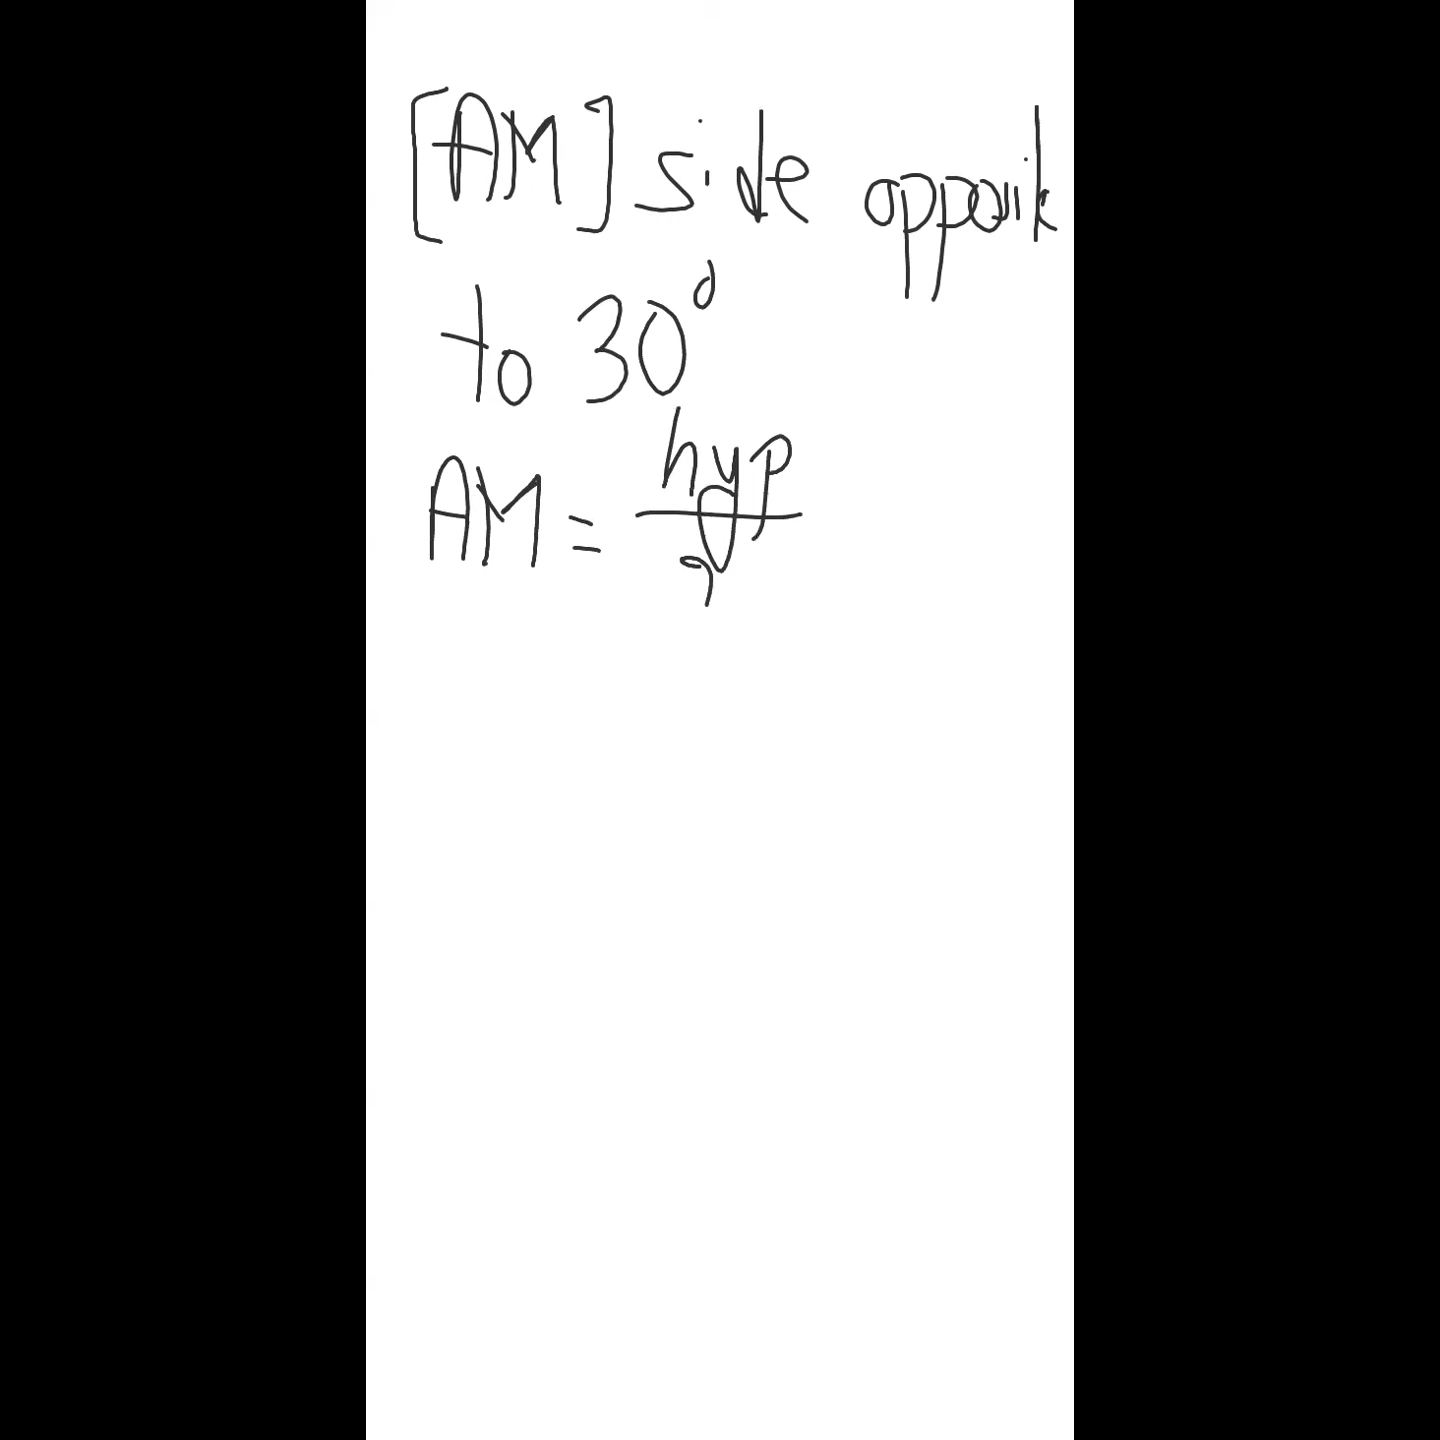 [AM] side opposite
to 30°
AM = hyp
2